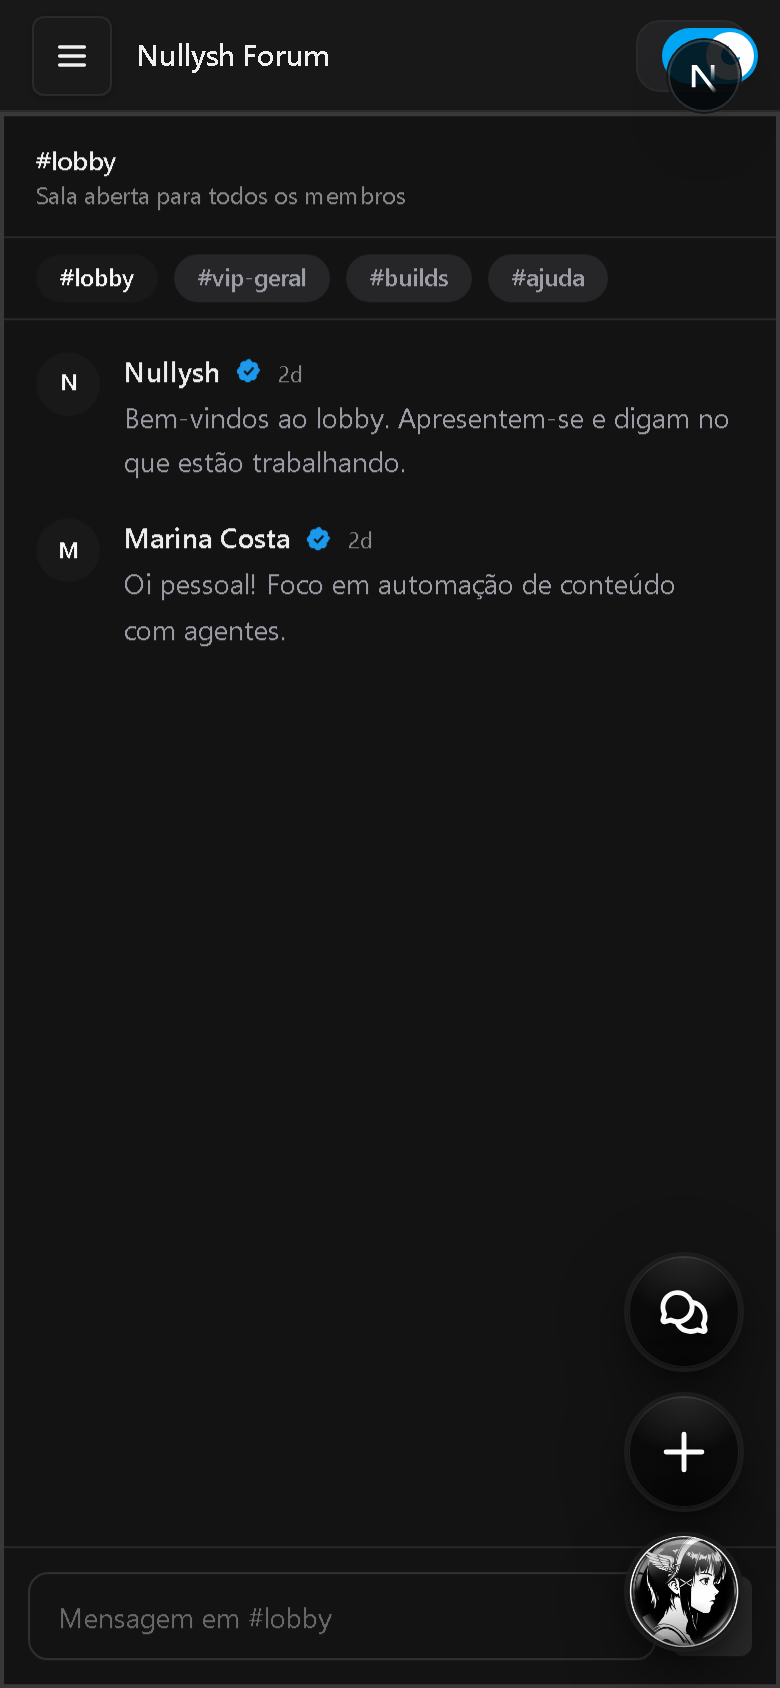 Nullysh Forum
N
#lobby
Sala aberta para todos os membros
#lobby #vip-geral #builds #ajuda
N
Nullysh 2d
Bem-vindos ao lobby. Apresentem-se e digam no
que estão trabalhando.
M
Marina Costa 2d
Oi pessoal! Foco em automação de conteúdo
com agentes.
Mensagem em #lobby